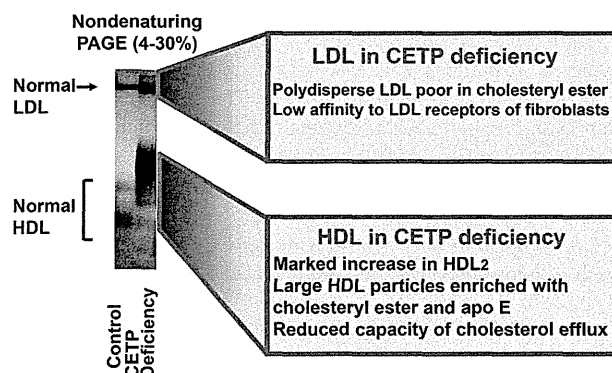 Nondenaturing
PAGE (4-30%)
Normal
LDL
Normal
HDL
Control
CETP
Deficiency
LDL in CETP deficiency
Polydisperse LDL poor in cholesteryl ester
Low affinity to LDL receptors of fibroblasts
HDL in CETP deficiency
Marked increase in HDL2
Large HDL particles enriched with
cholesteryl ester and apo E
Reduced capacity of cholesterol efflux